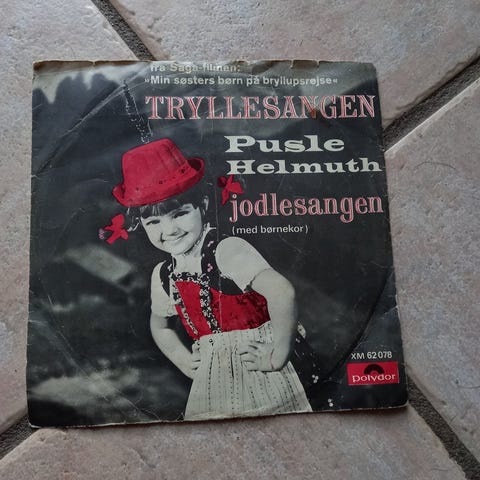 fra Saga-filmen:
»Min søsters børn på bryllupsrejse«
TRYLLESANGEN
Pusle
Helmuth
jodlesangen
(med børnekor)
XM 62 078
polydor